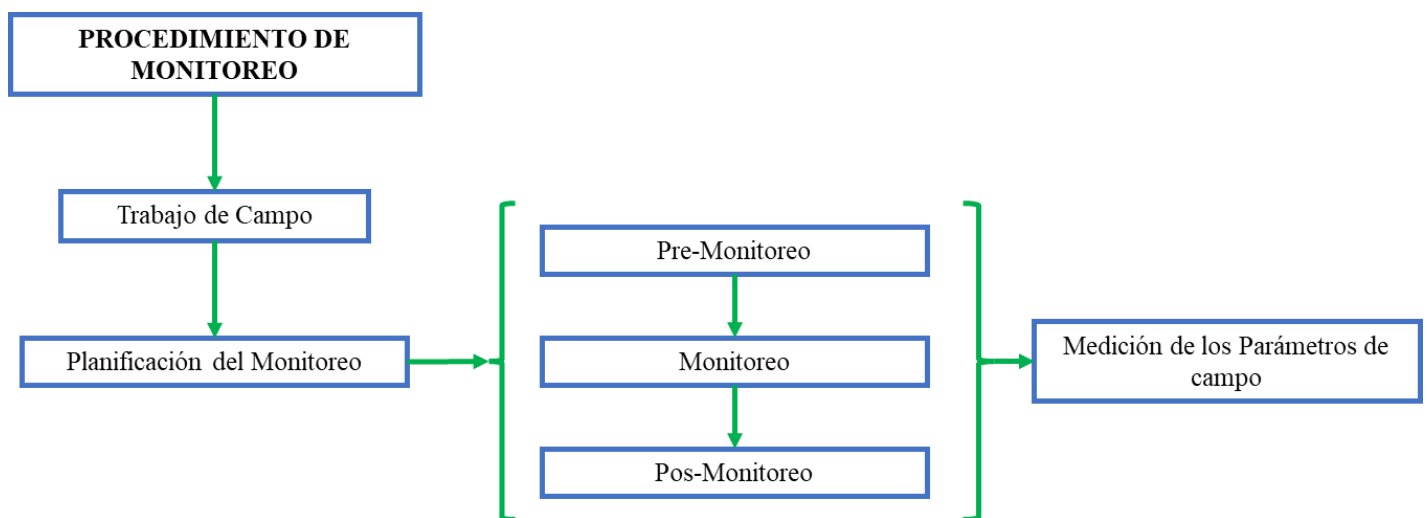 PROCEDIMIENTO DE
MONITOREO
Trabajo de Campo
Planificación del Monitoreo
Pre-Monitoreo
Monitoreo
Pos-Monitoreo
Medición de los Parámetros de
campo